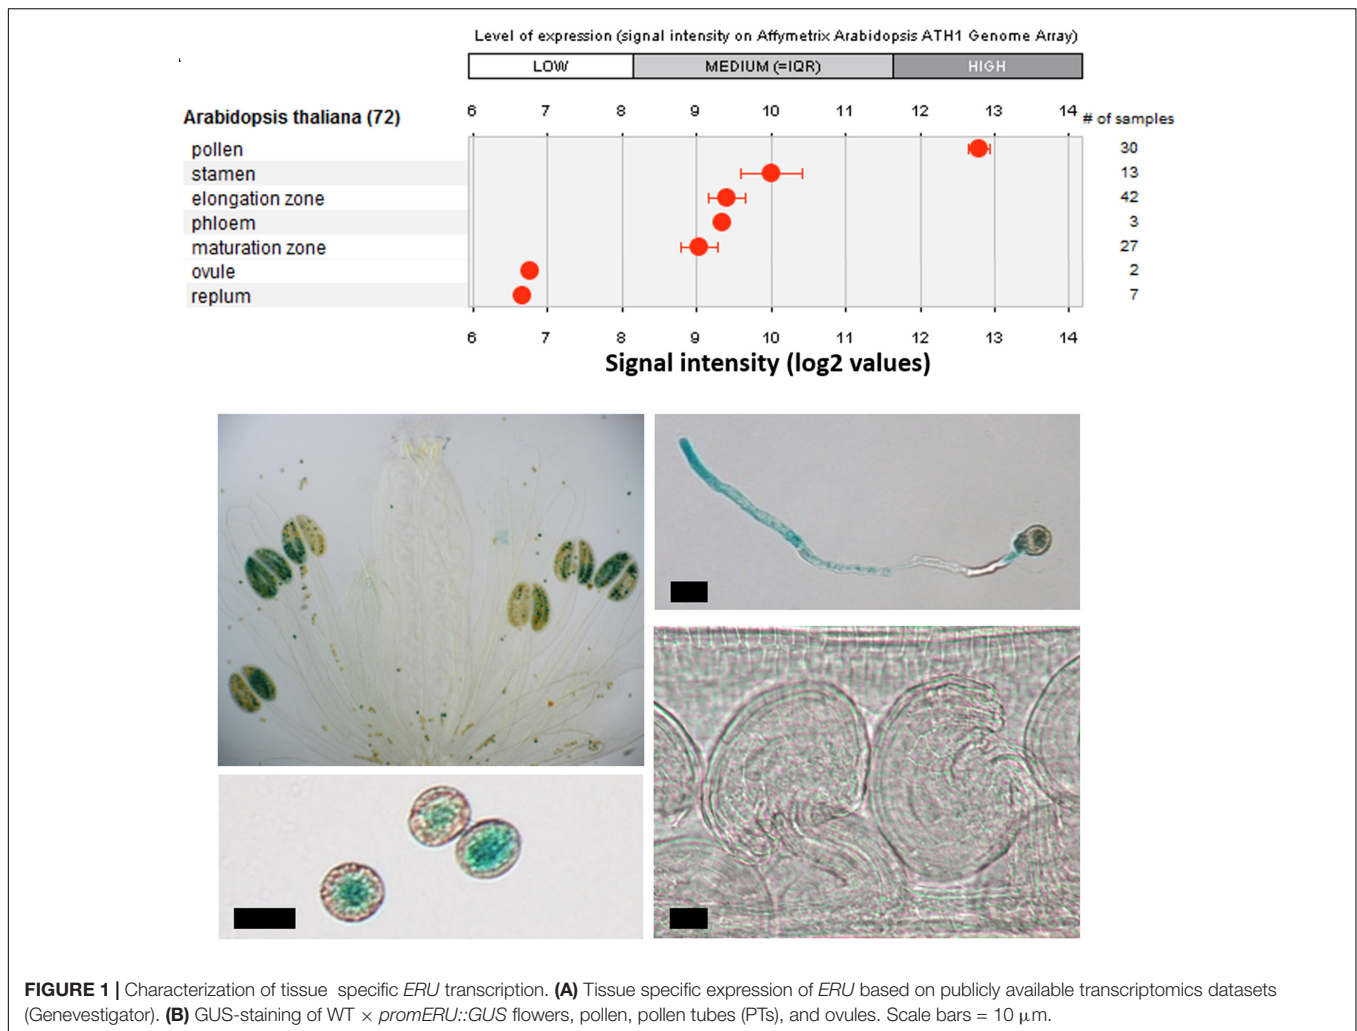 Level of expression (signal intensity on Affymetrix Arabidopsis ATH1 Genome Array)
LOW MEDIUM (=IQR) HIGH
6 7 8 9 10 11 12 13 14
Arabidopsis thaliana (72) # of samples
pollen 30
stamen 13
elongation zone 42
phloem 3
maturation zone 27
ovule 2
replum 7
6 7 8 9 10 11 12 13 14
Signal intensity (log2 values)
FIGURE 1 | Characterization of tissue specific ERU transcription. (A) Tissue specific expression of ERU based on publicly available transcriptomics datasets
(Genevestigator). (B) GUS-staining of WT × promERU::GUS flowers, pollen, pollen tubes (PTs), and ovules. Scale bars = 10 μm.